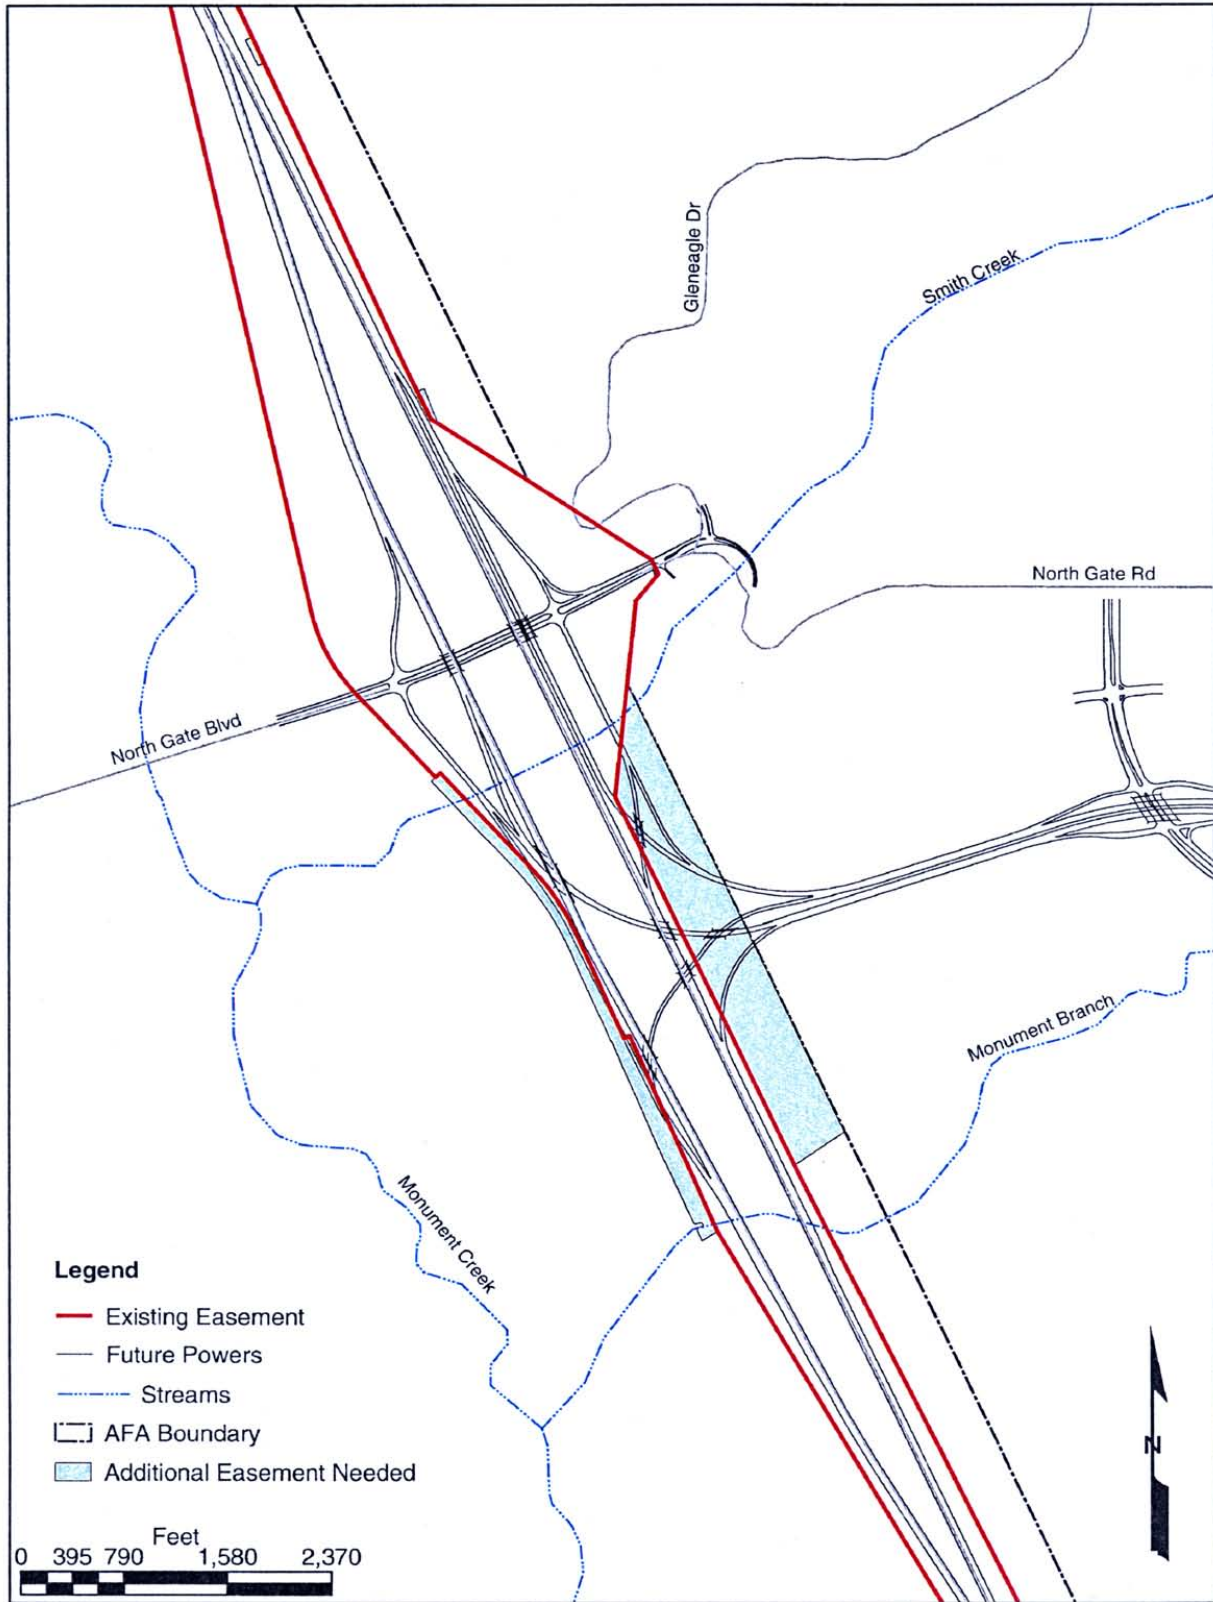 Gleneagle Dr
Smith Creek
North Gate Rd
North Gate Blvd
Monument Branch
Monument Creek
Legend
Existing Easement
Future Powers
Streams
AFA Boundary
Additional Easement Needed
Feet
0 395 790 1,580 2,370
N